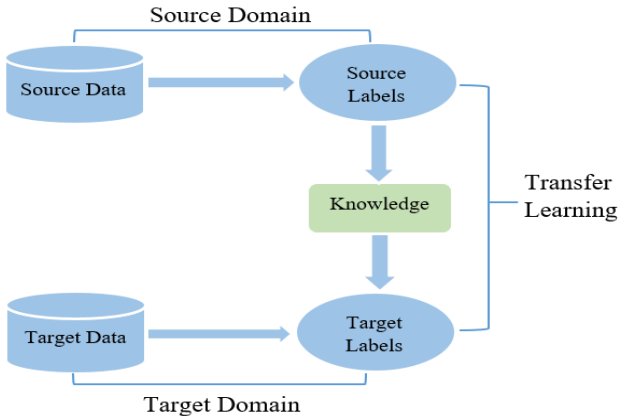 Source Domain
Source Data
Source
Labels
Knowledge
Transfer
Learning
Target Data
Target
Labels
Target Domain